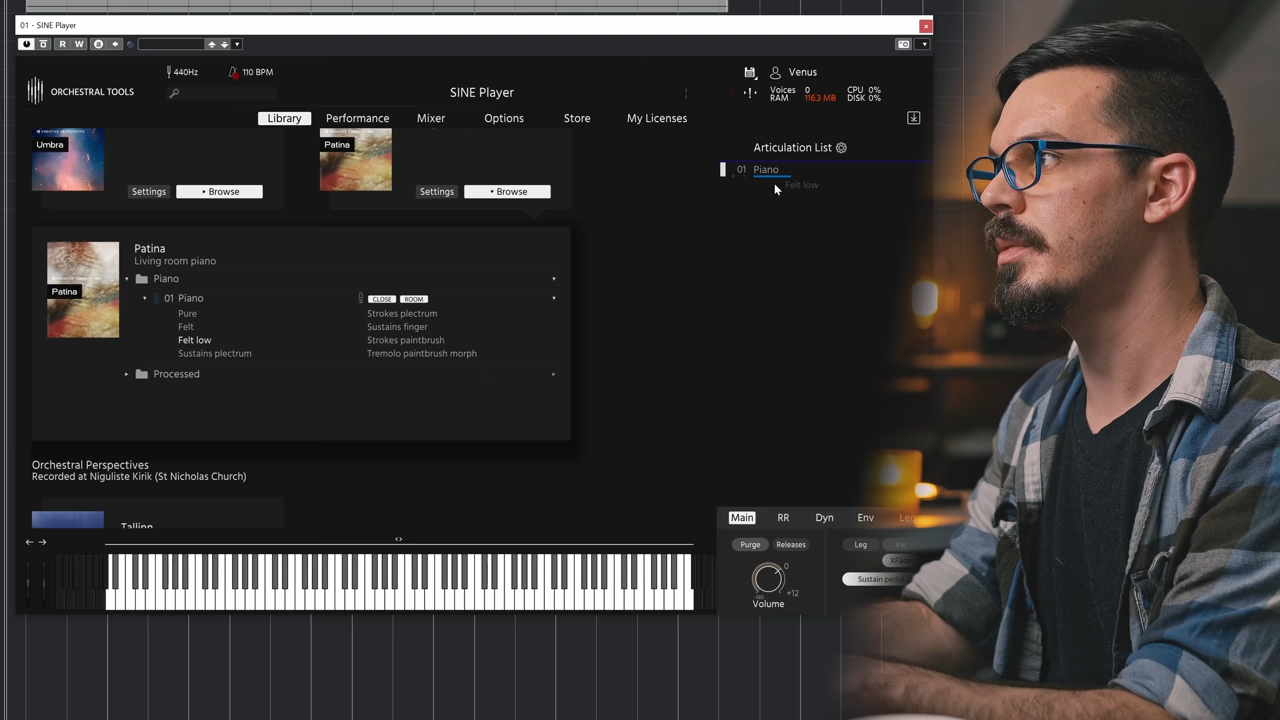 01 - SINE Player
R W
440Hz
110 BPM
Venus
ORCHESTRAL TOOLS
SINE Player
Voices 0
RAM 116.3 MB
CPU 0%
DISK 0%
Library
Performance
Mixer
Options
Store
My Licenses
Umbra
Patina
Settings
Browse
Settings
Browse
Articulation List
01 Piano
Felt low
Patina
Living room piano
Patina
Piano
01 Piano
CLOSE ROOM
Pure
Strokes plectrum
Felt
Sustains finger
Felt low
Strokes paintbrush
Sustains plectrum
Tremolo paintbrush morph
Processed
Orchestral Perspectives
Recorded at Niguliste Kirik (St Nicholas Church)
Tallinn
Main
RR
Dyn
Env
Purge
Releases
Leg
Sustain pedal
0
+12
Volume